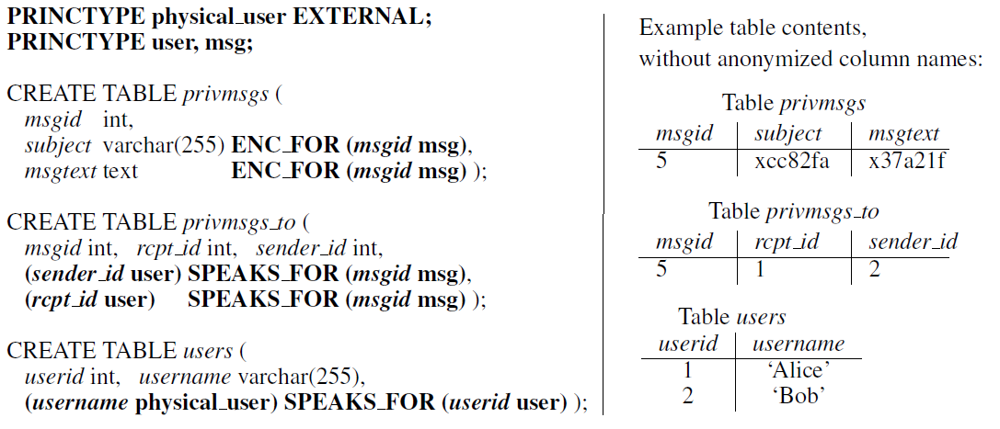 PRINCTYPE physical_user EXTERNAL;
PRINCTYPE user, msg;
CREATE TABLE privmsgs (
msgid int,
subject varchar(255) ENC_FOR (msgid msg),
msgtext text ENC_FOR (msgid msg) );
CREATE TABLE privmsgs_to (
msgid int, rcpt_id int, sender_id int,
(sender_id user) SPEAKS_FOR (msgid msg),
(rcpt_id user) SPEAKS_FOR (msgid msg) );
CREATE TABLE users (
userid int, username varchar(255),
(username physical_user) SPEAKS_FOR (userid user) );
Example table contents,
without anonymized column names:
Table privmsgs
msgid subject msgtext
5 xcc82fa x37a21f
Table privmsgs_to
msgid rcpt_id sender_id
5 1 2
Table users
userid username
1 ‘Alice’
2 ‘Bob’